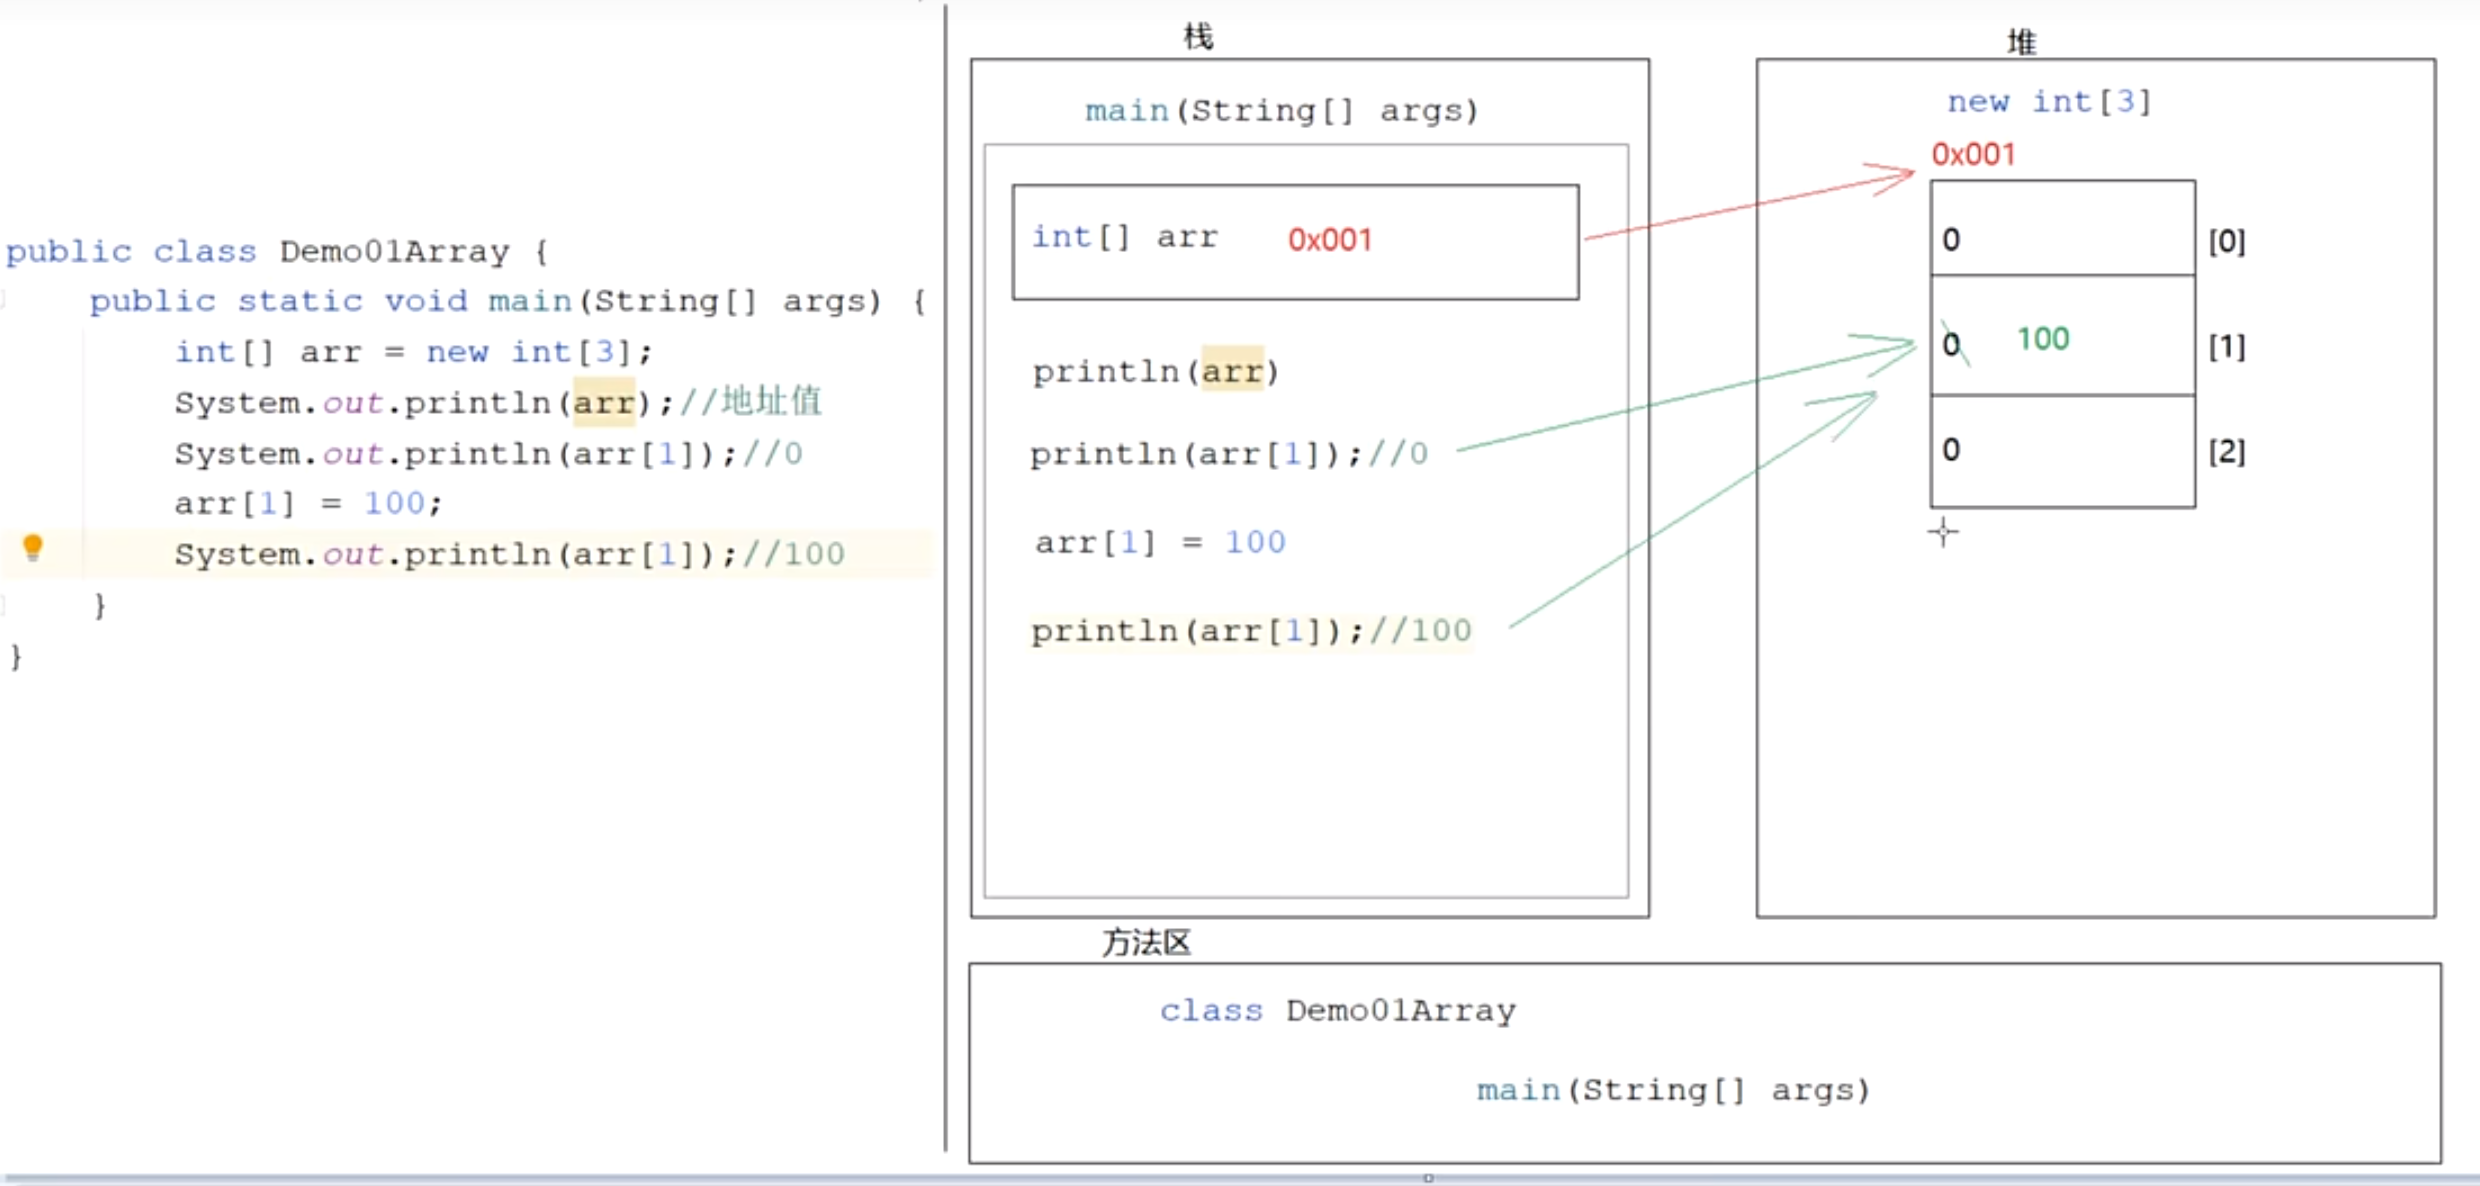 public class Demo01Array {
public static void main(String[] args) {
int[] arr = new int[3];
System.out.println(arr);//地址值
System.out.println(arr[1]);//0
arr[1] = 100;
System.out.println(arr[1]);//100
}
}
栈
main(String[] args)
int[] arr 0x001
println(arr)
println(arr[1]);//0
arr[1] = 100
println(arr[1]);//100
堆
new int[3]
0x001
0 [0]
0 100 [1]
0 [2]
方法区
class Demo01Array
main(String[] args)